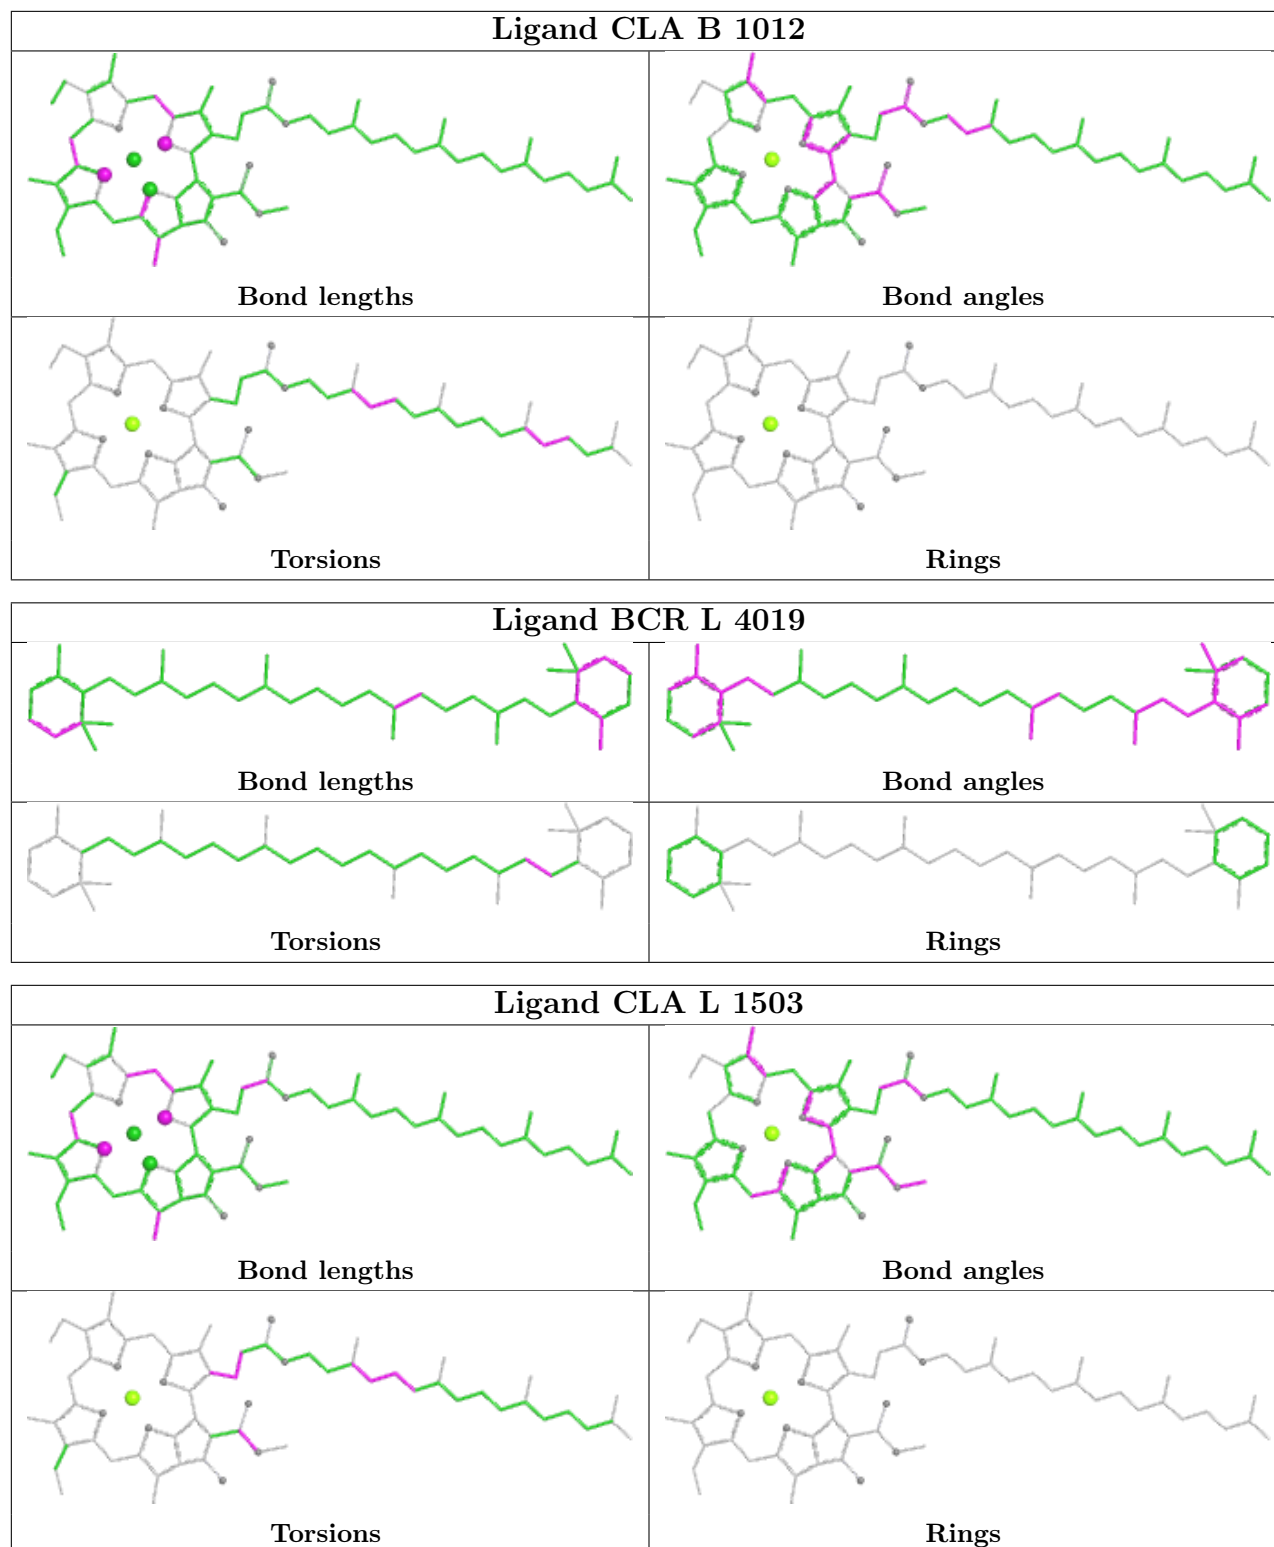 Ligand CLA B 1012
Bond lengths
Bond angles
Torsions
Rings
Ligand BCR L 4019
Bond lengths
Bond angles
Torsions
Rings
Ligand CLA L 1503
Bond lengths
Bond angles
Torsions
Rings